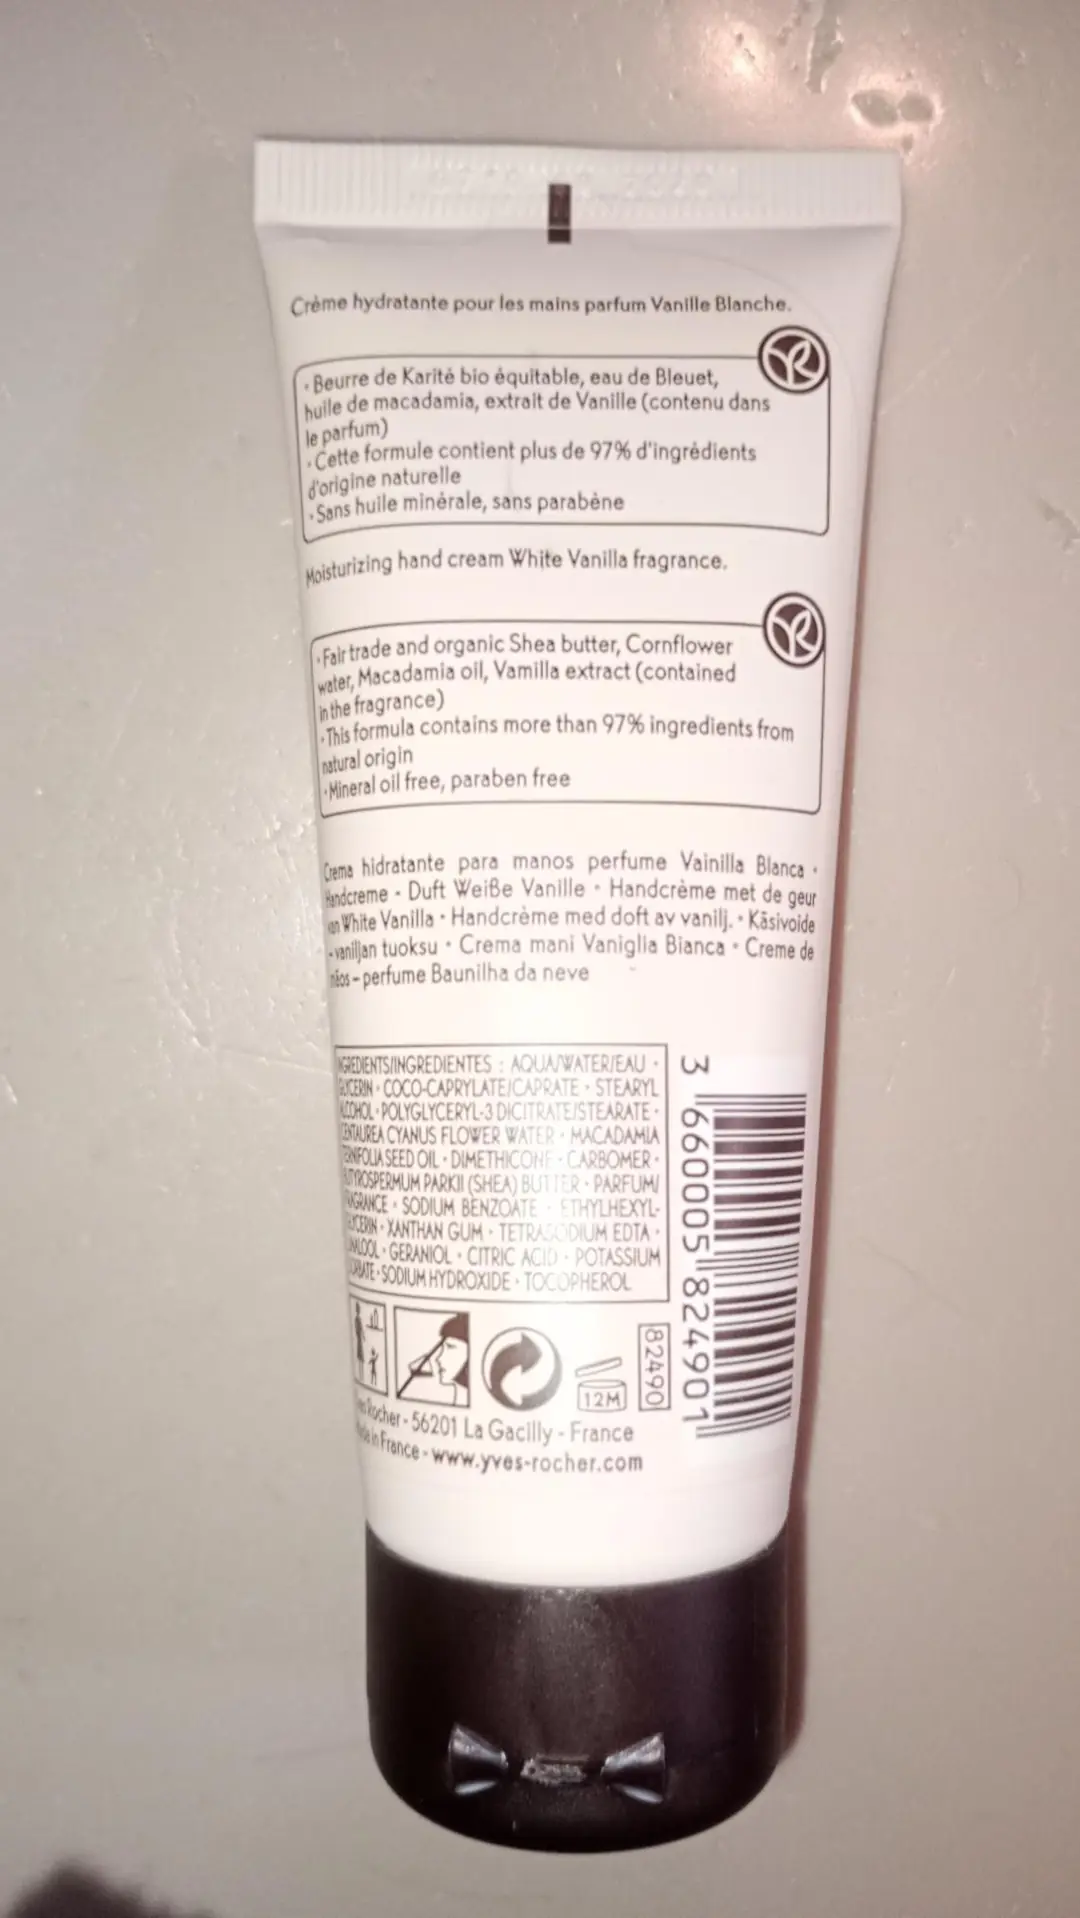 Crème hydratante pour les mains parfum Vanille Blanche.
• Beurre de Karité bio équitable, eau de Bleuet,
huile de macadamia, extrait de Vanille (contenu dans
le parfum)
• Cette formule contient plus de 97% d'ingrédients
d'origine naturelle
• Sans huile minérale, sans parabène
Moisturizing hand cream White Vanilla fragrance.
• Fair trade and organic Shea butter, Cornflower
water, Macadamia oil, Vamilla extract (contained
in the fragrance)
• This formula contains more than 97% ingredients from
natural origin
• Mineral oil free, paraben free
Crema hidratante para manos perfume Vainilla Blanca •
Handcreme - Duft Weiße Vanille • Handcrème met de geur
van White Vanilla • Handcrème med doft av vanilj. • Käsivoide
- vaniljan tuoksu • Crema mani Vaniglia Bianca • Creme de
mãos – perfume Baunilha da neve
INGREDIENTS/INGREDIENTES : AQUA/WATER/EAU •
GLYCERIN • COCO-CAPRYLATE/CAPRATE • STEARYL
ALCOHOL • POLYGLYCERYL-3 DICITRATE/STEARATE •
CENTAUREA CYANUS FLOWER WATER • MACADAMIA
TERNIFOLIA SEED OIL • DIMETHICONE • CARBOMER •
BUTYROSPERMUM PARKII (SHEA) BUTTER • PARFUM/
FRAGRANCE • SODIUM BENZOATE • ETHYLHEXYL-
GLYCERIN • XANTHAN GUM • TETRASODIUM EDTA •
LINALOOL • GERANIOL • CITRIC ACID • POTASSIUM
SORBATE • SODIUM HYDROXIDE • TOCOPHEROL
3 660005 824901
12M
82490
Yves Rocher - 56201 La Gacilly - France
Made in France - www.yves-rocher.com